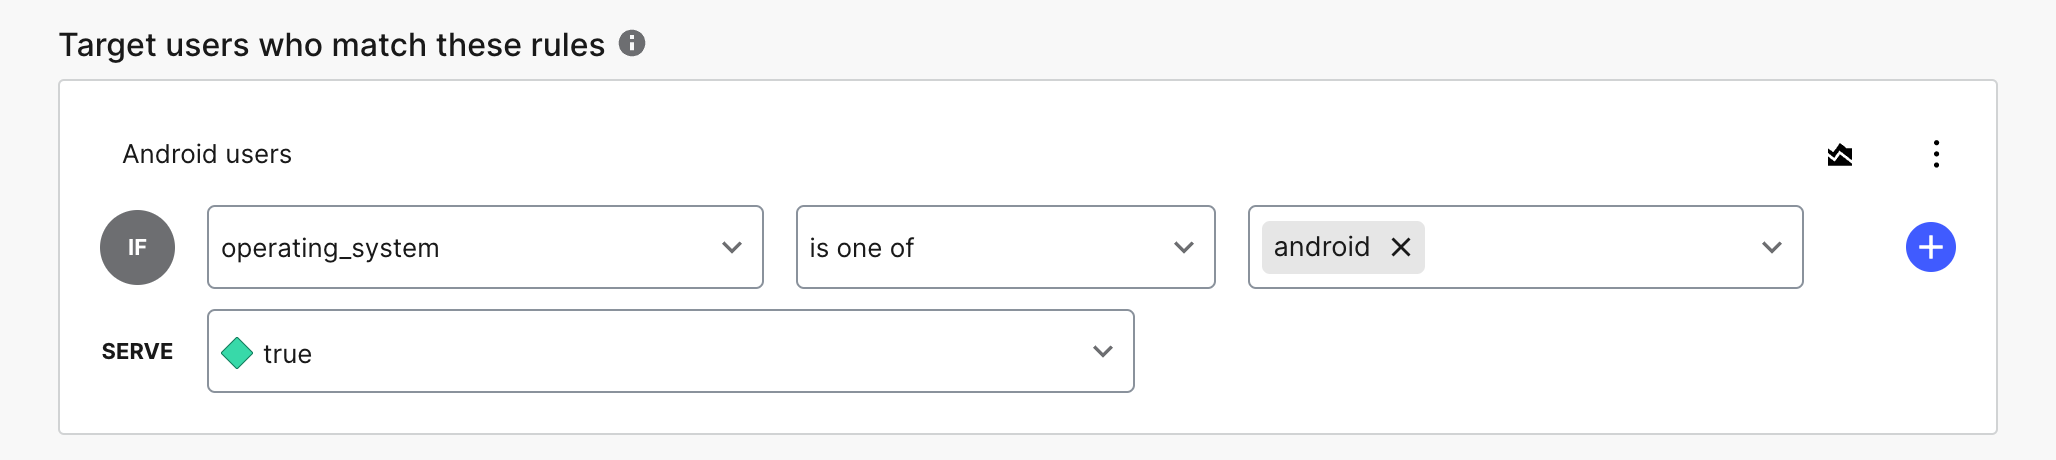 Target users who match these rules
Android users
IF operating_system is one of android
SERVE true